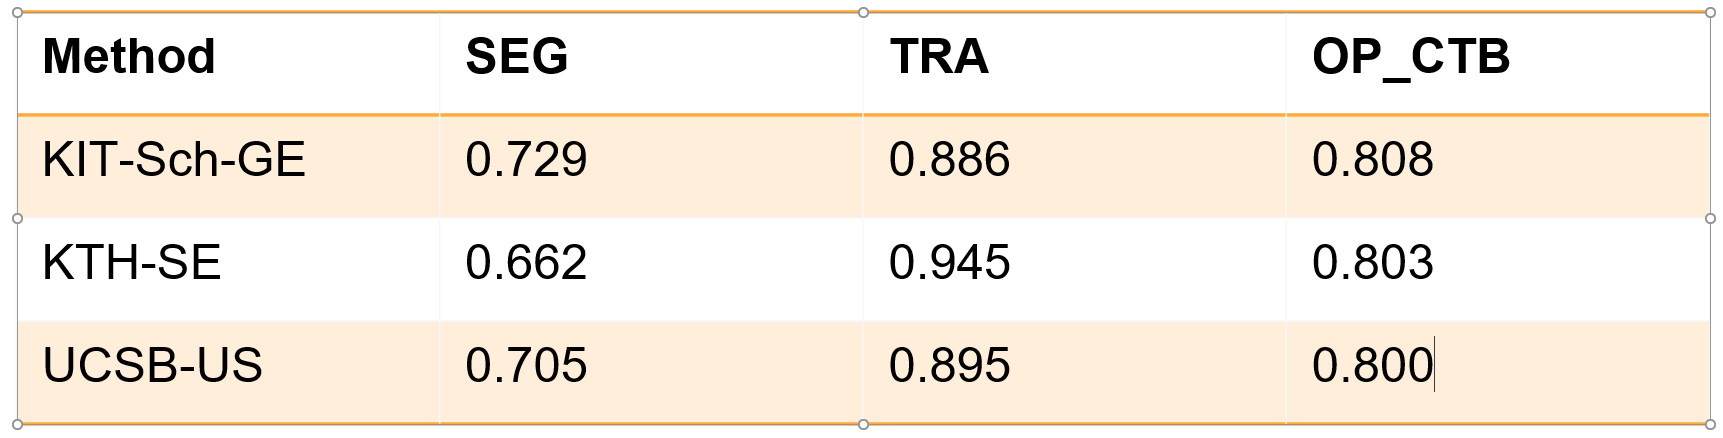 Method SEG TRA OP_CTB
KIT-Sch-GE 0.729 0.886 0.808
KTH-SE 0.662 0.945 0.803
UCSB-US 0.705 0.895 0.800